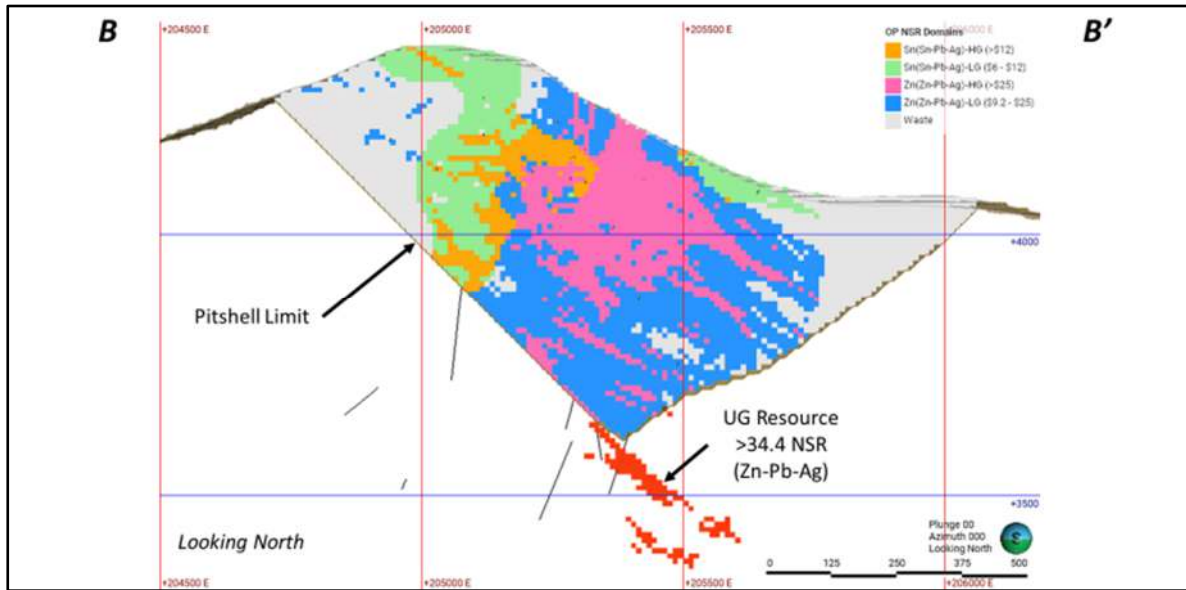 B
B’
+204500 E
+205000 E
+205500 E
+206000 E
OP NSR Domains
Sn(Sn-Pb-Ag)-HG (>$12)
Sn(Sn-Pb-Ag)-LG ($6 - $12)
Zn(Zn-Pb-Ag)-HG (>$25)
Zn(Zn-Pb-Ag)-LG ($9.2 - $25)
Waste
+4000
Pitshell Limit
UG Resource
>34.4 NSR
(Zn-Pb-Ag)
+3500
Looking North
Plunge 00
Azimuth 000
Looking North
S
0 125 250 375 500
+204500 E
+205000 E
+205500 E
+206000 E